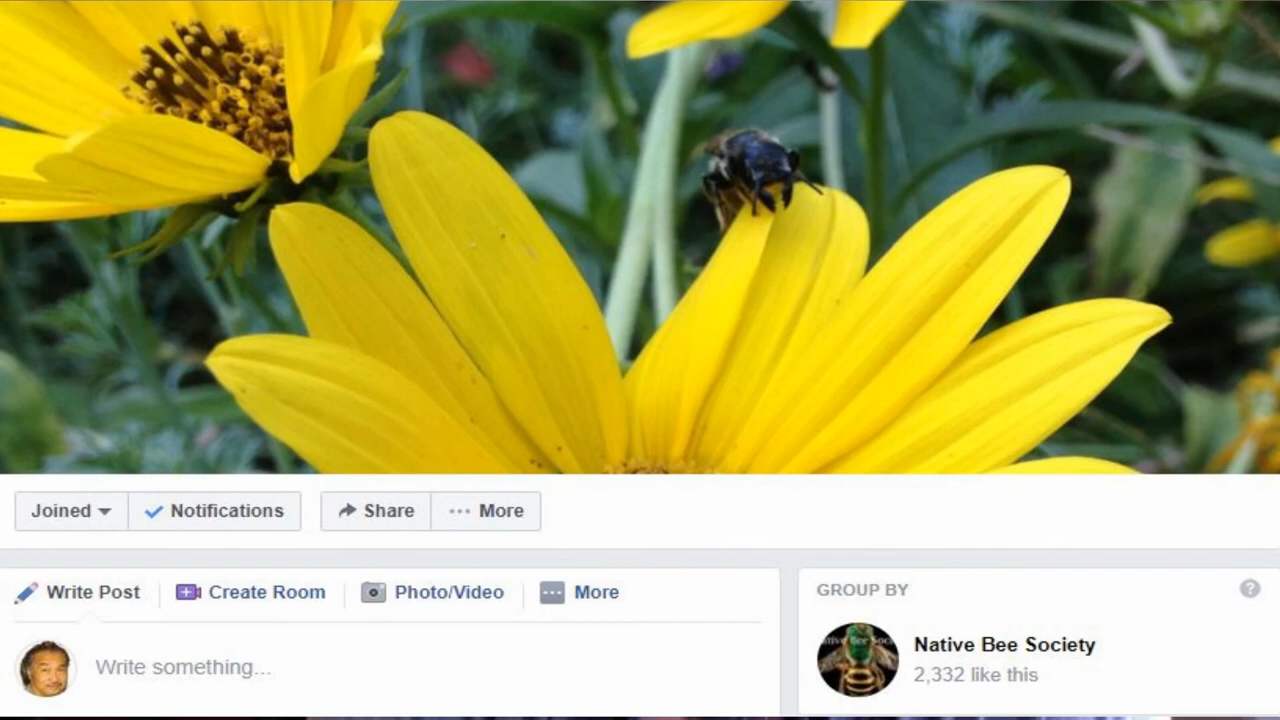 Joined Notifications Share More
Write Post Create Room Photo/Video More
Write something...
GROUP BY
Native Bee Society
2,332 like this